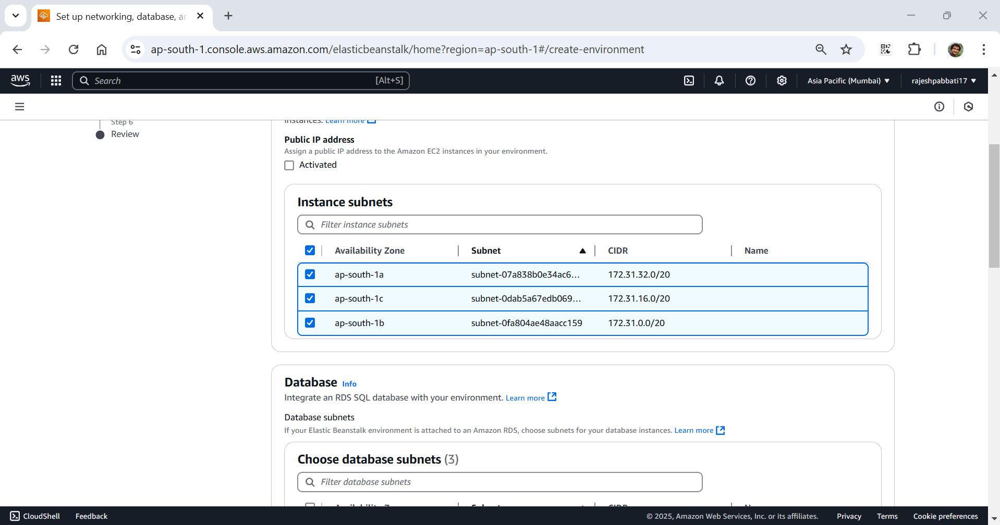 Set up networking, database, an
ap-south-1.console.aws.amazon.com/elasticbeanstalk/home?region=ap-south-1#/create-environment
aws
Search [Alt+S]
Asia Pacific (Mumbai) ▼
rajeshpabbati17 ▼
Step 6
Review
instances. Learn more
Public IP address
Assign a public IP address to the Amazon EC2 instances in your environment.
Activated
Instance subnets
Filter instance subnets
Availability Zone Subnet CIDR Name
ap-south-1a subnet-07a838b0e34ac6... 172.31.32.0/20
ap-south-1c subnet-0dab5a67edb069... 172.31.16.0/20
ap-south-1b subnet-0fa804ae48aacc159 172.31.0.0/20
Database Info
Integrate an RDS SQL database with your environment. Learn more
Database subnets
If your Elastic Beanstalk environment is attached to an Amazon RDS, choose subnets for your database instances. Learn more
Choose database subnets (3)
Filter database subnets
CloudShell Feedback
© 2025, Amazon Web Services, Inc. or its affiliates. Privacy Terms Cookie preferences